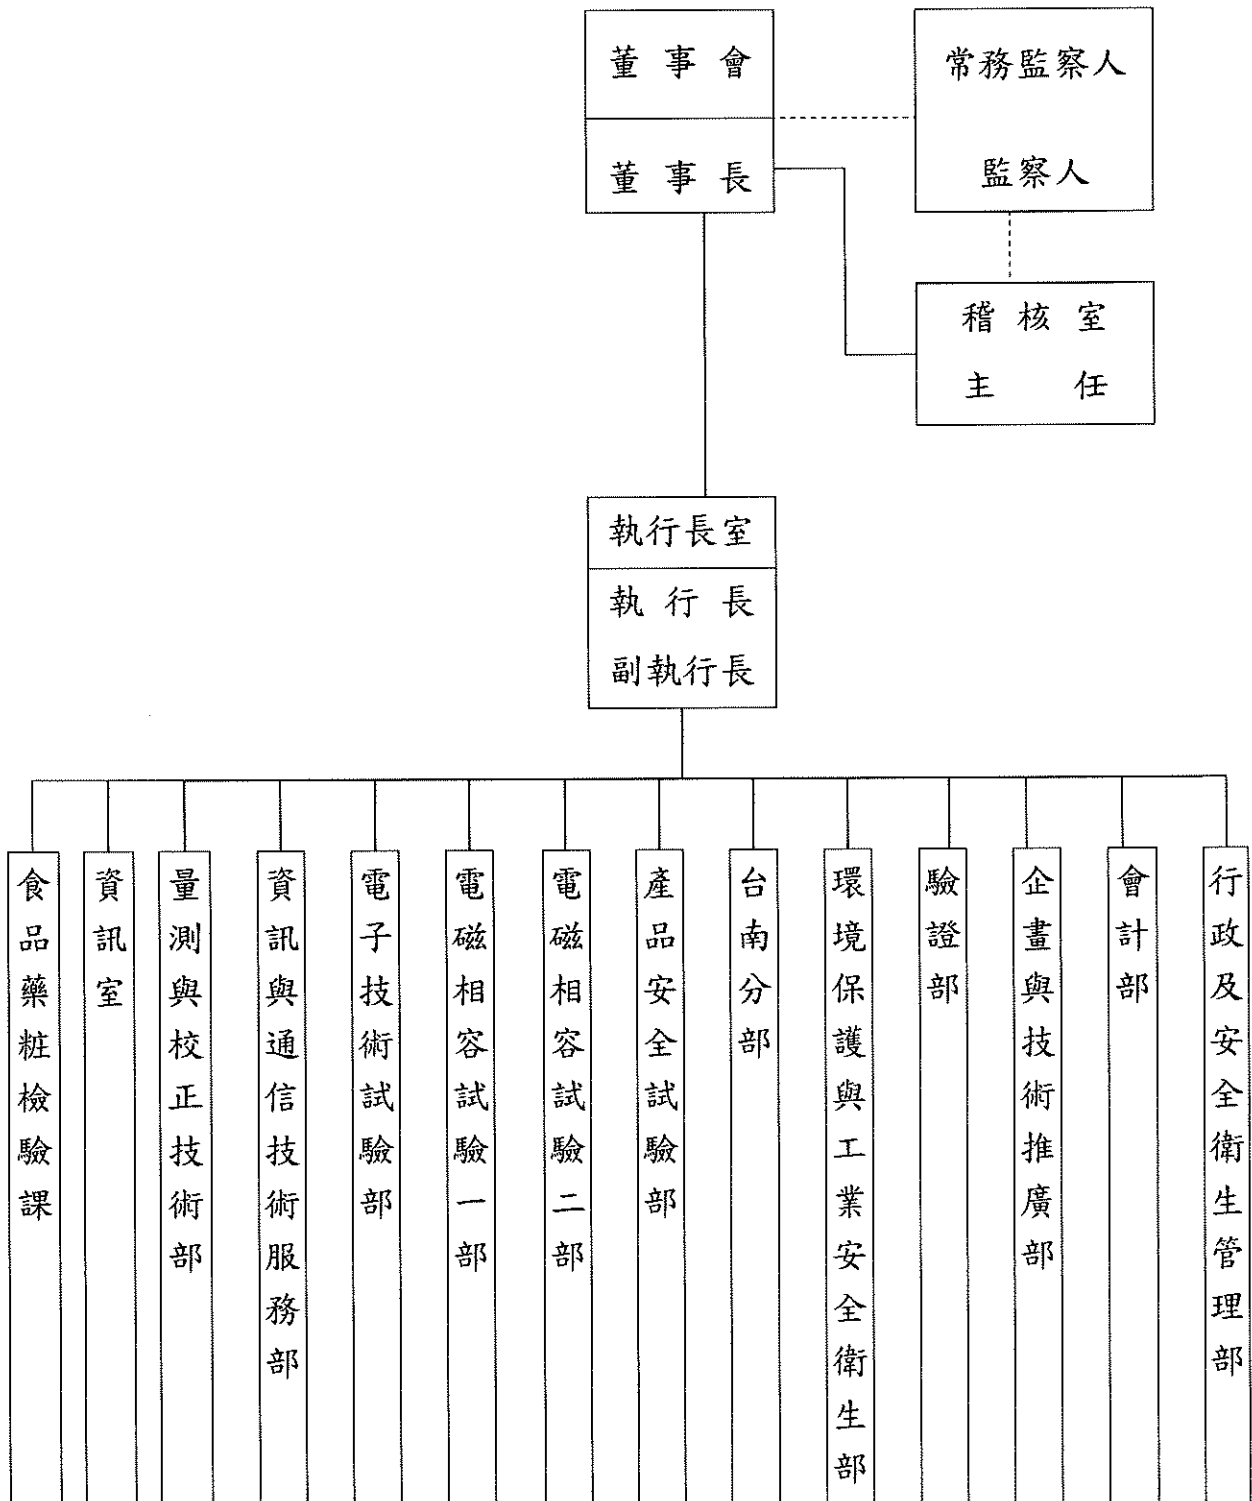 董事會
董事長
常務監察人
監察人
稽核室
主任
執行長室
執行長
副執行長
食品藥粧檢驗課
資訊室
量測與校正技術部
資訊與通信技術服務部
電子技術試驗部
電磁相容試驗一部
電磁相容試驗二部
產品安全試驗部
台南分部
環境保護與工業安全衛生部
驗證部
企畫與技術推廣部
會計部
行政及安全衛生管理部